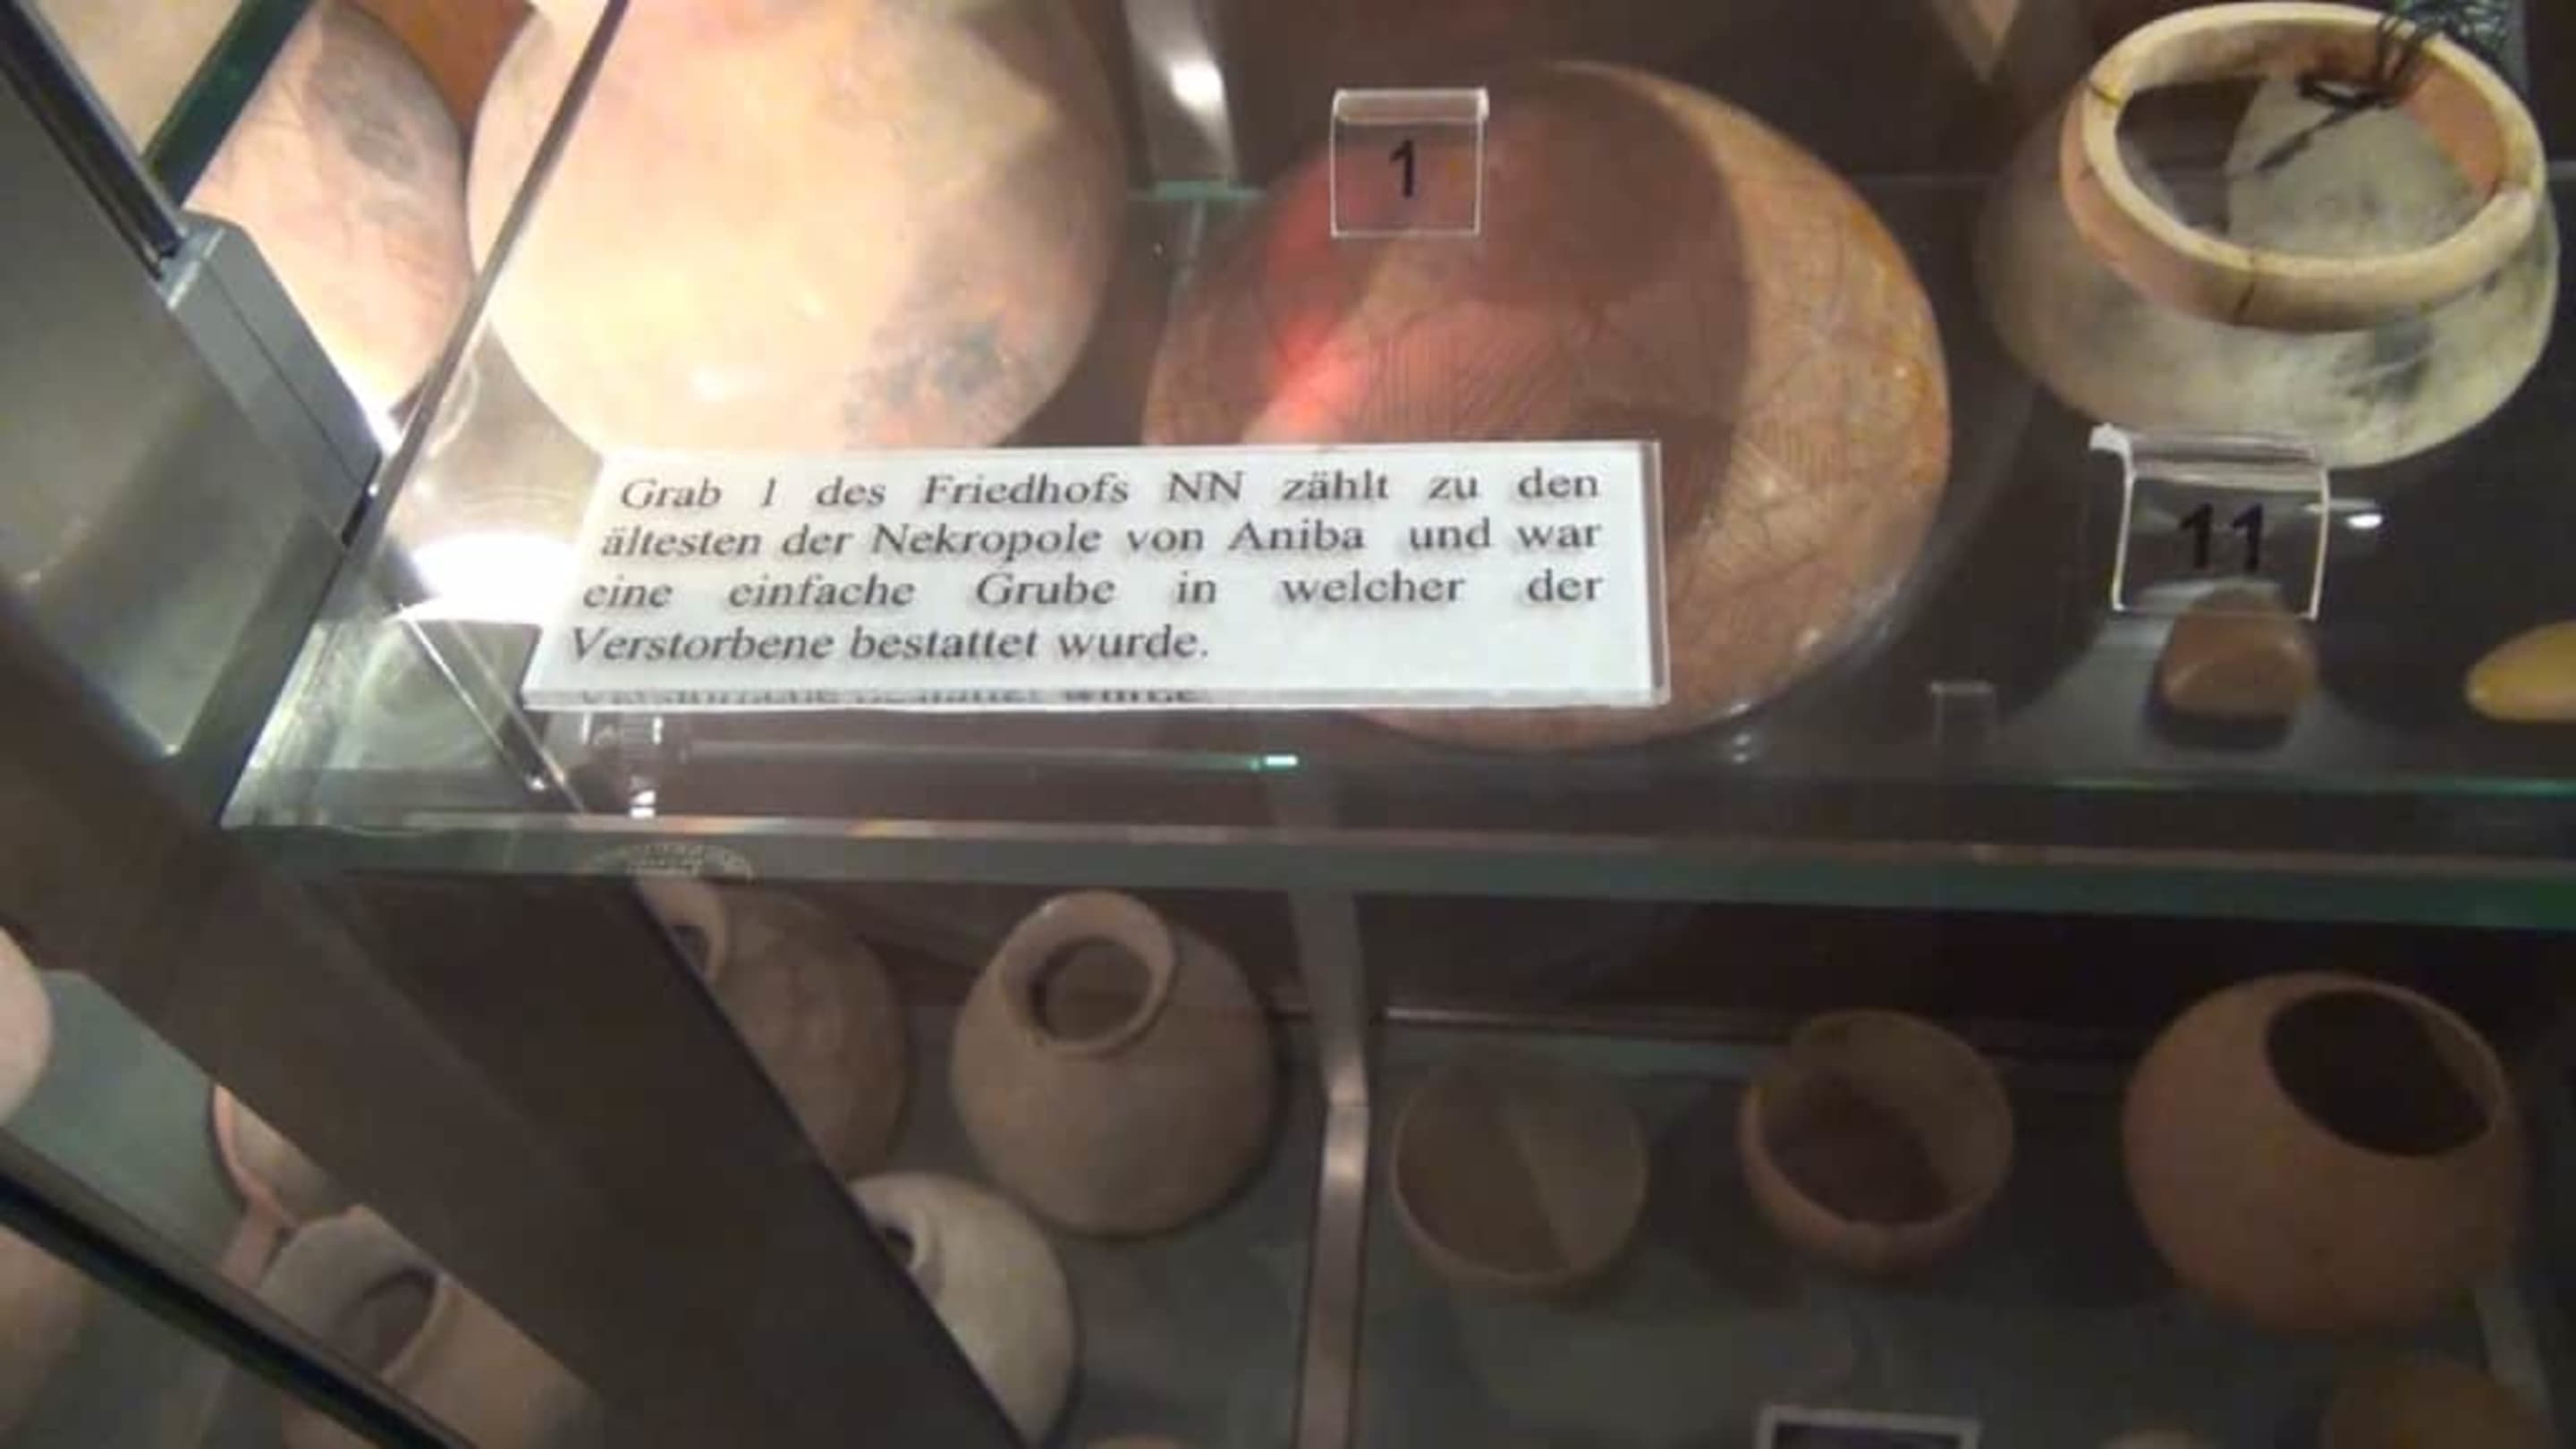 1
Grab 1 des Friedhofs NN zählt zu den
ältesten der Nekropole von Aniba und war
eine einfache Grube in welcher der
Verstorbene bestattet wurde.
11